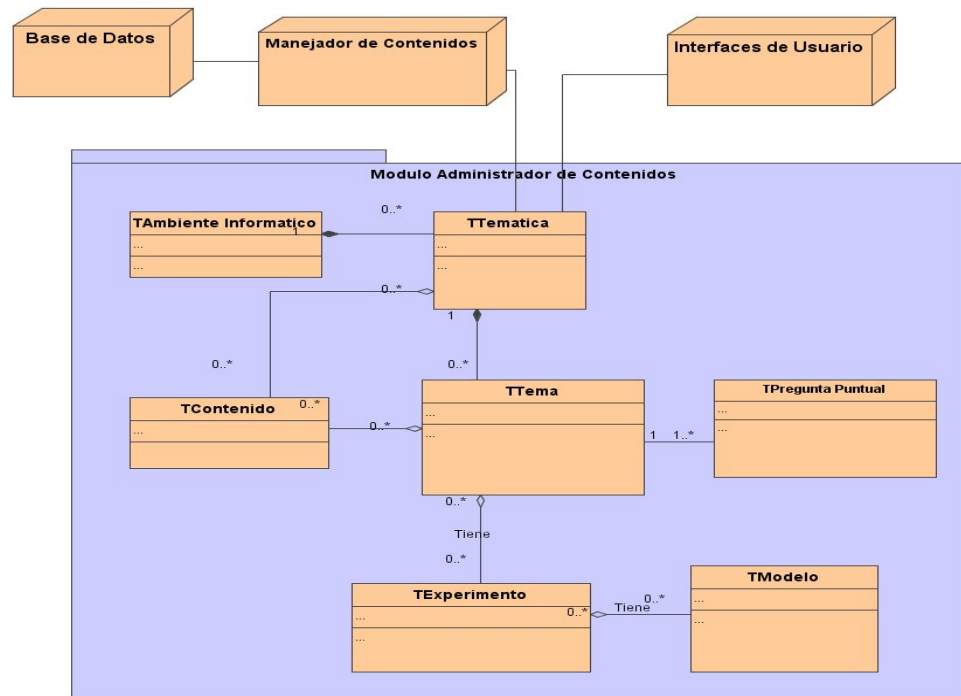 Base de Datos
Manejador de Contenidos
Interfaces de Usuario
Modulo Administrador de Contenidos
TAmbiente Informatico
...
...
1
0..*
TTematica
...
...
0..*
0..*
1
0..*
TContenido
...
0..*
0..*
TTema
...
...
1
1..*
TPregunta Puntual
...
...
0..*
Tiene
0..*
TExperimento
...
...
0..*
Tiene
0..*
TModelo
...
...